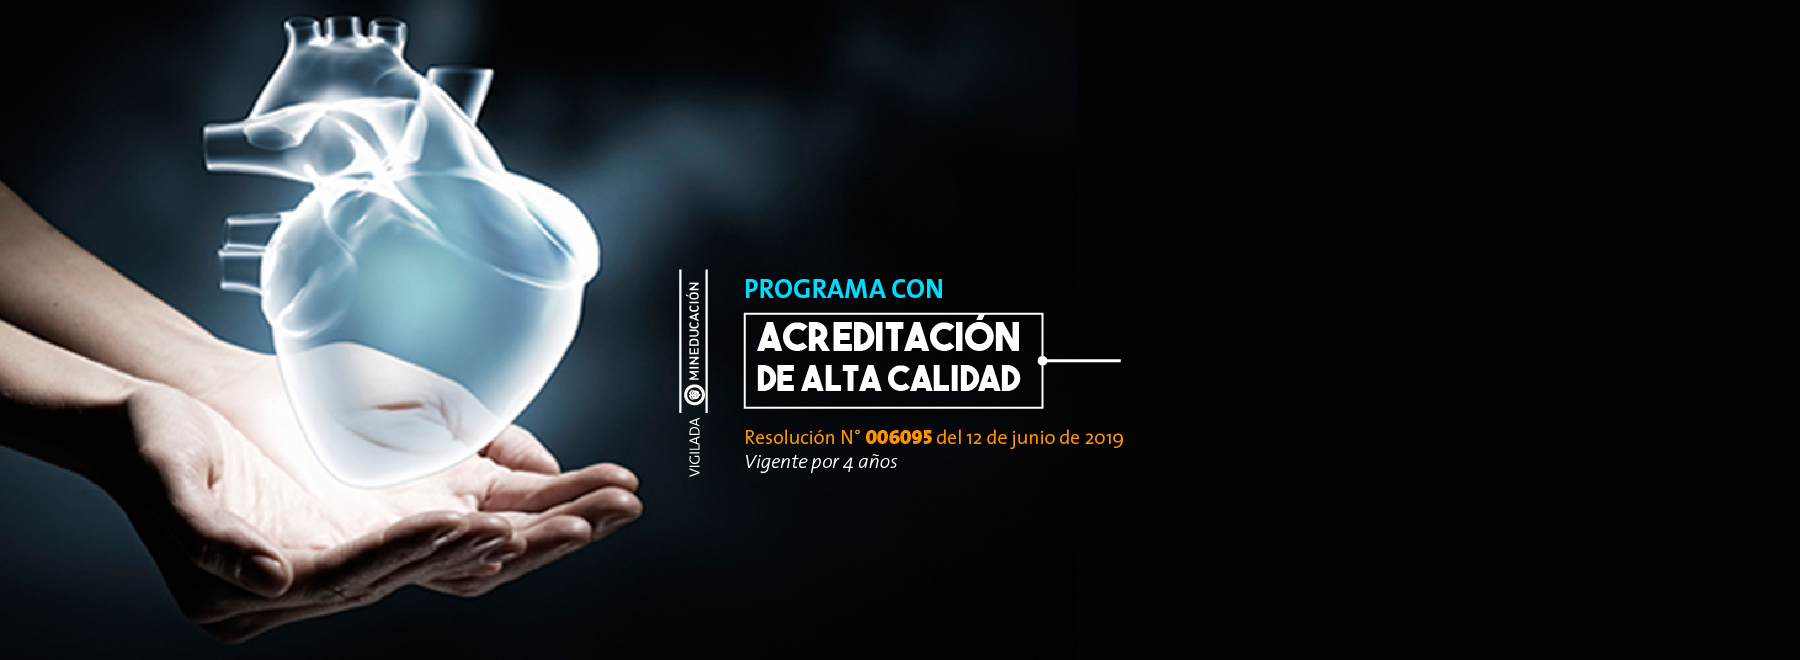 VIGILADA MINEDUCACIÓN
PROGRAMA CON
ACREDITACIÓN
DE ALTA CALIDAD
Resolución N° 006095 del 12 de junio de 2019
Vigente por 4 años